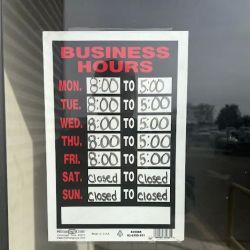 BUSINESS
HOURS
MON. 8:00 TO 5:00
TUE. 8:00 TO 5:00
WED. 8:00 TO 5:00
THU. 8:00 TO 5:00
FRI. 8:00 TO 5:00
SAT. closed TO closed
SUN. closed TO closed